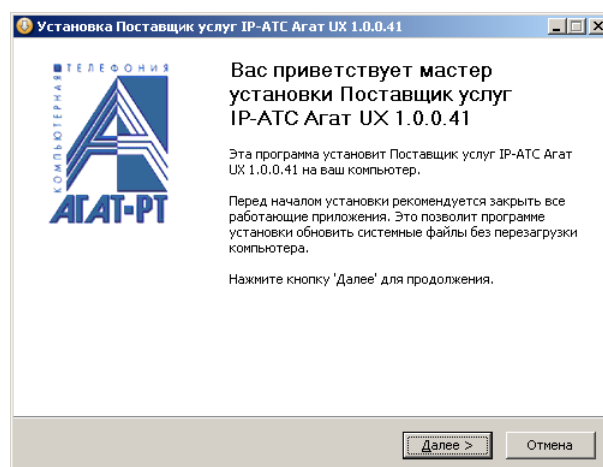 Установка Поставщик услуг IP-АТС Агат UX 1.0.0.41
КОМПЬЮТЕРНАЯ
ТЕЛЕФОНИЯ
АГАТ-РТ
Вас приветствует мастер
установки Поставщик услуг
IP-АТС Агат UX 1.0.0.41
Эта программа установит Поставщик услуг IP-АТС Агат
UX 1.0.0.41 на ваш компьютер.
Перед началом установки рекомендуется закрыть все
работающие приложения. Это позволит программе
установки обновить системные файлы без перезагрузки
компьютера.
Нажмите кнопку 'Далее' для продолжения.
Далее >
Отмена